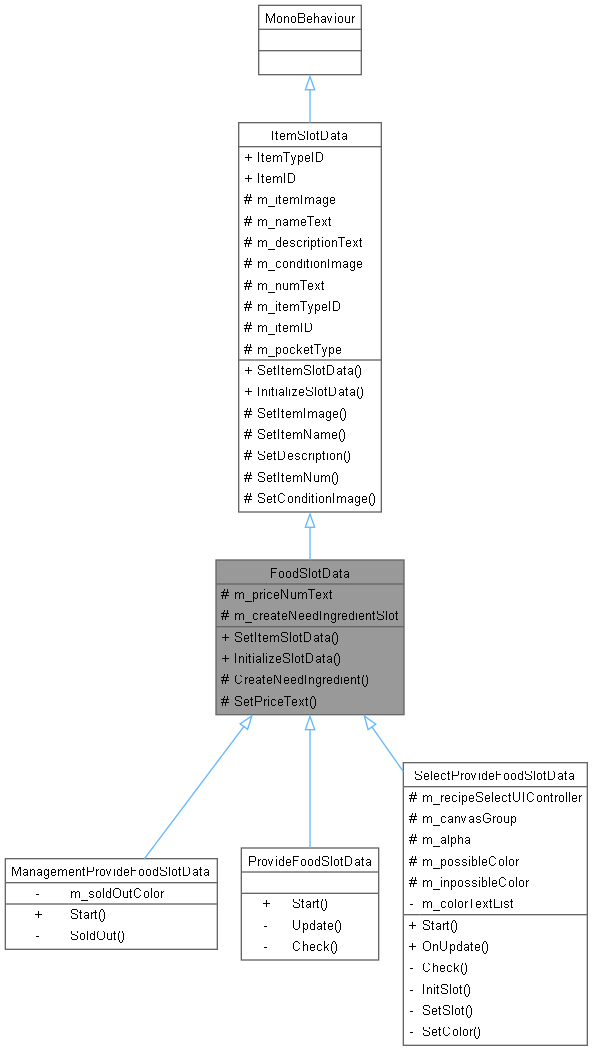 MonoBehaviour
ItemSlotData
+ ItemTypeID
+ ItemID
# m_itemImage
# m_nameText
# m_descriptionText
# m_conditionImage
# m_numText
# m_itemTypeID
# m_itemID
# m_pocketType
+ SetItemSlotData()
+ InitializeSlotData()
# SetItemImage()
# SetItemName()
# SetDescription()
# SetItemNum()
# SetConditionImage()
FoodSlotData
# m_priceNumText
# m_createNeedIngredientSlot
+ SetItemSlotData()
+ InitializeSlotData()
# CreateNeedIngredient()
# SetPriceText()
ManagementProvideFoodSlotData
- m_soldOutColor
+ Start()
- SoldOut()
ProvideFoodSlotData
+ Start()
- Update()
- Check()
SelectProvideFoodSlotData
# m_recipeSelectUIController
# m_canvasGroup
# m_alpha
# m_possibleColor
# m_inpossibleColor
- m_colorTextList
+ Start()
+ OnUpdate()
- Check()
- InitSlot()
- SetSlot()
- SetColor()